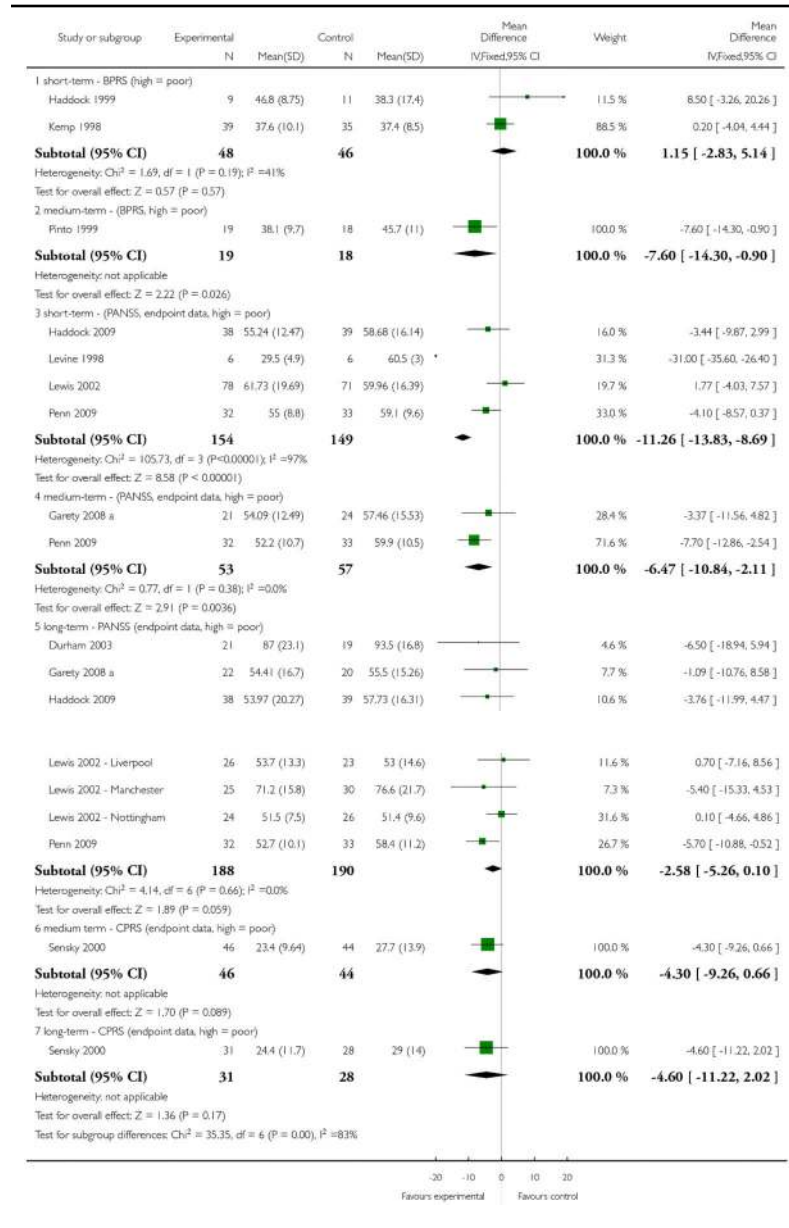 Mean Mean
Study or subgroup Experimental Control Difference Weight Difference
N Mean(SD) N Mean(SD) IV,Fixed,95% CI IV,Fixed,95% CI
1 short-term - BPRS (high = poor)
Haddock 1999 9 46.8 (8.75) 11 38.3 (17.4) 11.5 % 8.50 [ -3.26, 20.26 ]
Kemp 1998 39 37.6 (10.1) 35 37.4 (8.5) 88.5 % 0.20 [ -4.04, 4.44 ]
Subtotal (95% CI) 48 46 100.0 % 1.15 [ -2.83, 5.14 ]
Heterogeneity: Chi² = 1.69, df = 1 (P = 0.19); I² =41%
Test for overall effect: Z = 0.57 (P = 0.57)
2 medium-term - (BPRS, high = poor)
Pinto 1999 19 38.1 (9.7) 18 45.7 (11) 100.0 % -7.60 [ -14.30, -0.90 ]
Subtotal (95% CI) 19 18 100.0 % -7.60 [ -14.30, -0.90 ]
Heterogeneity: not applicable
Test for overall effect: Z = 2.22 (P = 0.026)
3 short-term - (PANSS, endpoint data, high = poor)
Haddock 2009 38 55.24 (12.47) 39 58.68 (16.14) 16.0 % -3.44 [ -9.87, 2.99 ]
Levine 1998 6 29.5 (4.9) 6 60.5 (3) 31.3 % -31.00 [ -35.60, -26.40 ]
Lewis 2002 78 61.73 (19.69) 71 59.96 (16.39) 19.7 % 1.77 [ -4.03, 7.57 ]
Penn 2009 32 55 (8.8) 33 59.1 (9.6) 33.0 % -4.10 [ -8.57, 0.37 ]
Subtotal (95% CI) 154 149 100.0 % -11.26 [ -13.83, -8.69 ]
Heterogeneity: Chi² = 105.73, df = 3 (P<0.00001); I² =97%
Test for overall effect: Z = 8.58 (P < 0.00001)
4 medium-term - (PANSS, endpoint data, high = poor)
Garety 2008 a 21 54.09 (12.49) 24 57.46 (15.53) 28.4 % -3.37 [ -11.56, 4.82 ]
Penn 2009 32 52.2 (10.7) 33 59.9 (10.5) 71.6 % -7.70 [ -12.86, -2.54 ]
Subtotal (95% CI) 53 57 100.0 % -6.47 [ -10.84, -2.11 ]
Heterogeneity: Chi² = 0.77, df = 1 (P = 0.38); I² =0.0%
Test for overall effect: Z = 2.91 (P = 0.0036)
5 long-term - PANSS (endpoint data, high = poor)
Durham 2003 21 87 (23.1) 19 93.5 (16.8) 4.6 % -6.50 [ -18.94, 5.94 ]
Garety 2008 a 22 54.41 (16.7) 20 55.5 (15.26) 7.7 % -1.09 [ -10.76, 8.58 ]
Haddock 2009 38 53.97 (20.27) 39 57.73 (16.31) 10.6 % -3.76 [ -11.99, 4.47 ]
Lewis 2002 - Liverpool 26 53.7 (13.3) 23 53 (14.6) 11.6 % 0.70 [ -7.16, 8.56 ]
Lewis 2002 - Manchester 25 71.2 (15.8) 30 76.6 (21.7) 7.3 % -5.40 [ -15.33, 4.53 ]
Lewis 2002 - Nottingham 24 51.5 (7.5) 26 51.4 (9.6) 31.6 % 0.10 [ -4.66, 4.86 ]
Penn 2009 32 52.7 (10.1) 33 58.4 (11.2) 26.7 % -5.70 [ -10.88, -0.52 ]
Subtotal (95% CI) 188 190 100.0 % -2.58 [ -5.26, 0.10 ]
Heterogeneity: Chi² = 4.14, df = 6 (P = 0.66); I² =0.0%
Test for overall effect: Z = 1.89 (P = 0.059)
6 medium term - CPRS (endpoint data, high = poor)
Sensky 2000 46 23.4 (9.64) 44 27.7 (13.9) 100.0 % -4.30 [ -9.26, 0.66 ]
Subtotal (95% CI) 46 44 100.0 % -4.30 [ -9.26, 0.66 ]
Heterogeneity: not applicable
Test for overall effect: Z = 1.70 (P = 0.089)
7 long-term - CPRS (endpoint data, high = poor)
Sensky 2000 31 24.4 (11.7) 28 29 (14) 100.0 % -4.60 [ -11.22, 2.02 ]
Subtotal (95% CI) 31 28 100.0 % -4.60 [ -11.22, 2.02 ]
Heterogeneity: not applicable
Test for overall effect: Z = 1.36 (P = 0.17)
Test for subgroup differences: Chi² = 35.35, df = 6 (P = 0.00), I² =83%
-20 -10 0 10 20
Favours experimental Favours control